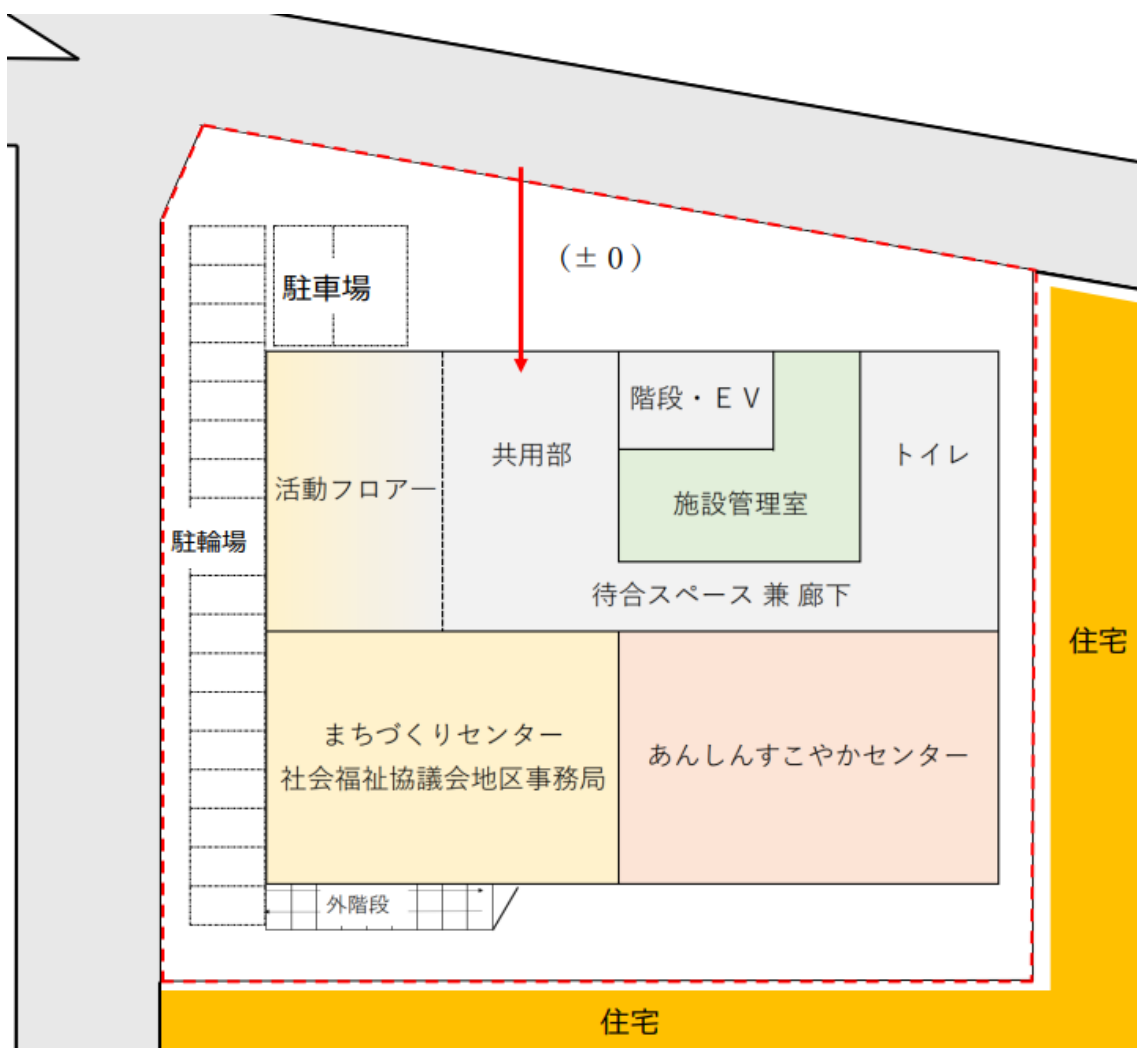 (±0)
駐車場
階段・ＥＶ
共用部
トイレ
活動フロアー
施設管理室
駐輪場
待合スペース 兼 廊下
住宅
まちづくりセンター
社会福祉協議会地区事務局
あんしんすこやかセンター
外階段
住宅